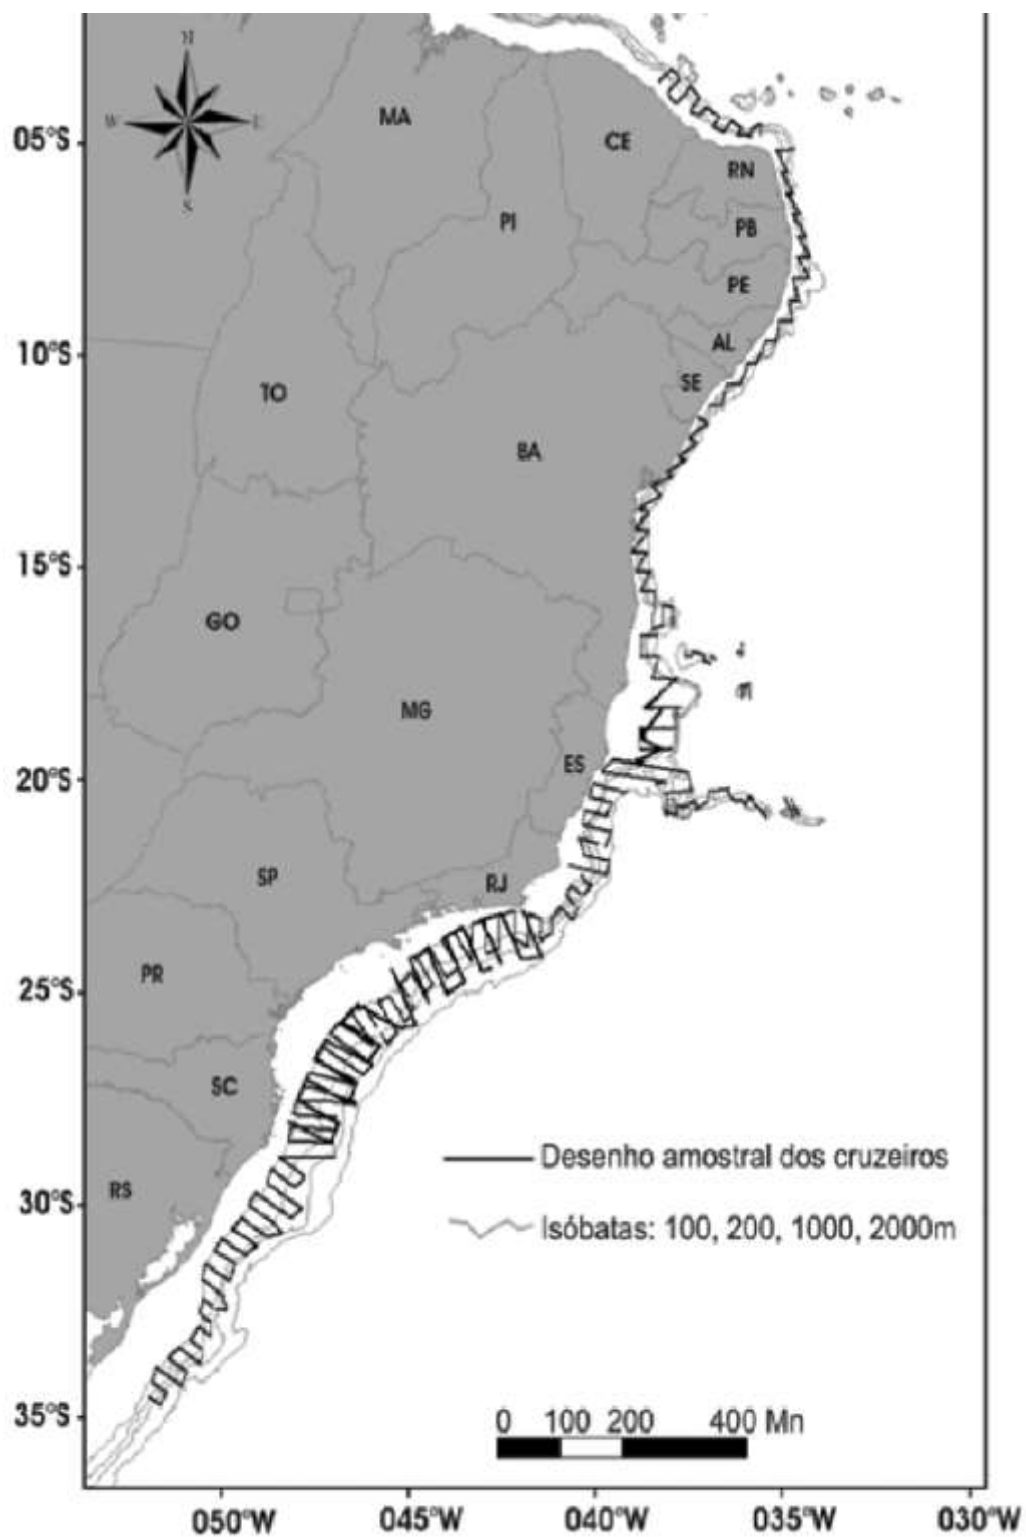 N
W E
S
MA
CE
05°S
RN
PI
PB
PE
AL
10°S
SE
TO
BA
15°S
GO
MG
ES
20°S
SP
RJ
PR
25°S
SC
Desenho amostral dos cruzeiros
RS
30°S
Isóbatas: 100, 200, 1000, 2000m
35°S
0 100 200 400 Mn
050°W 045°W 040°W 035°W 030°W